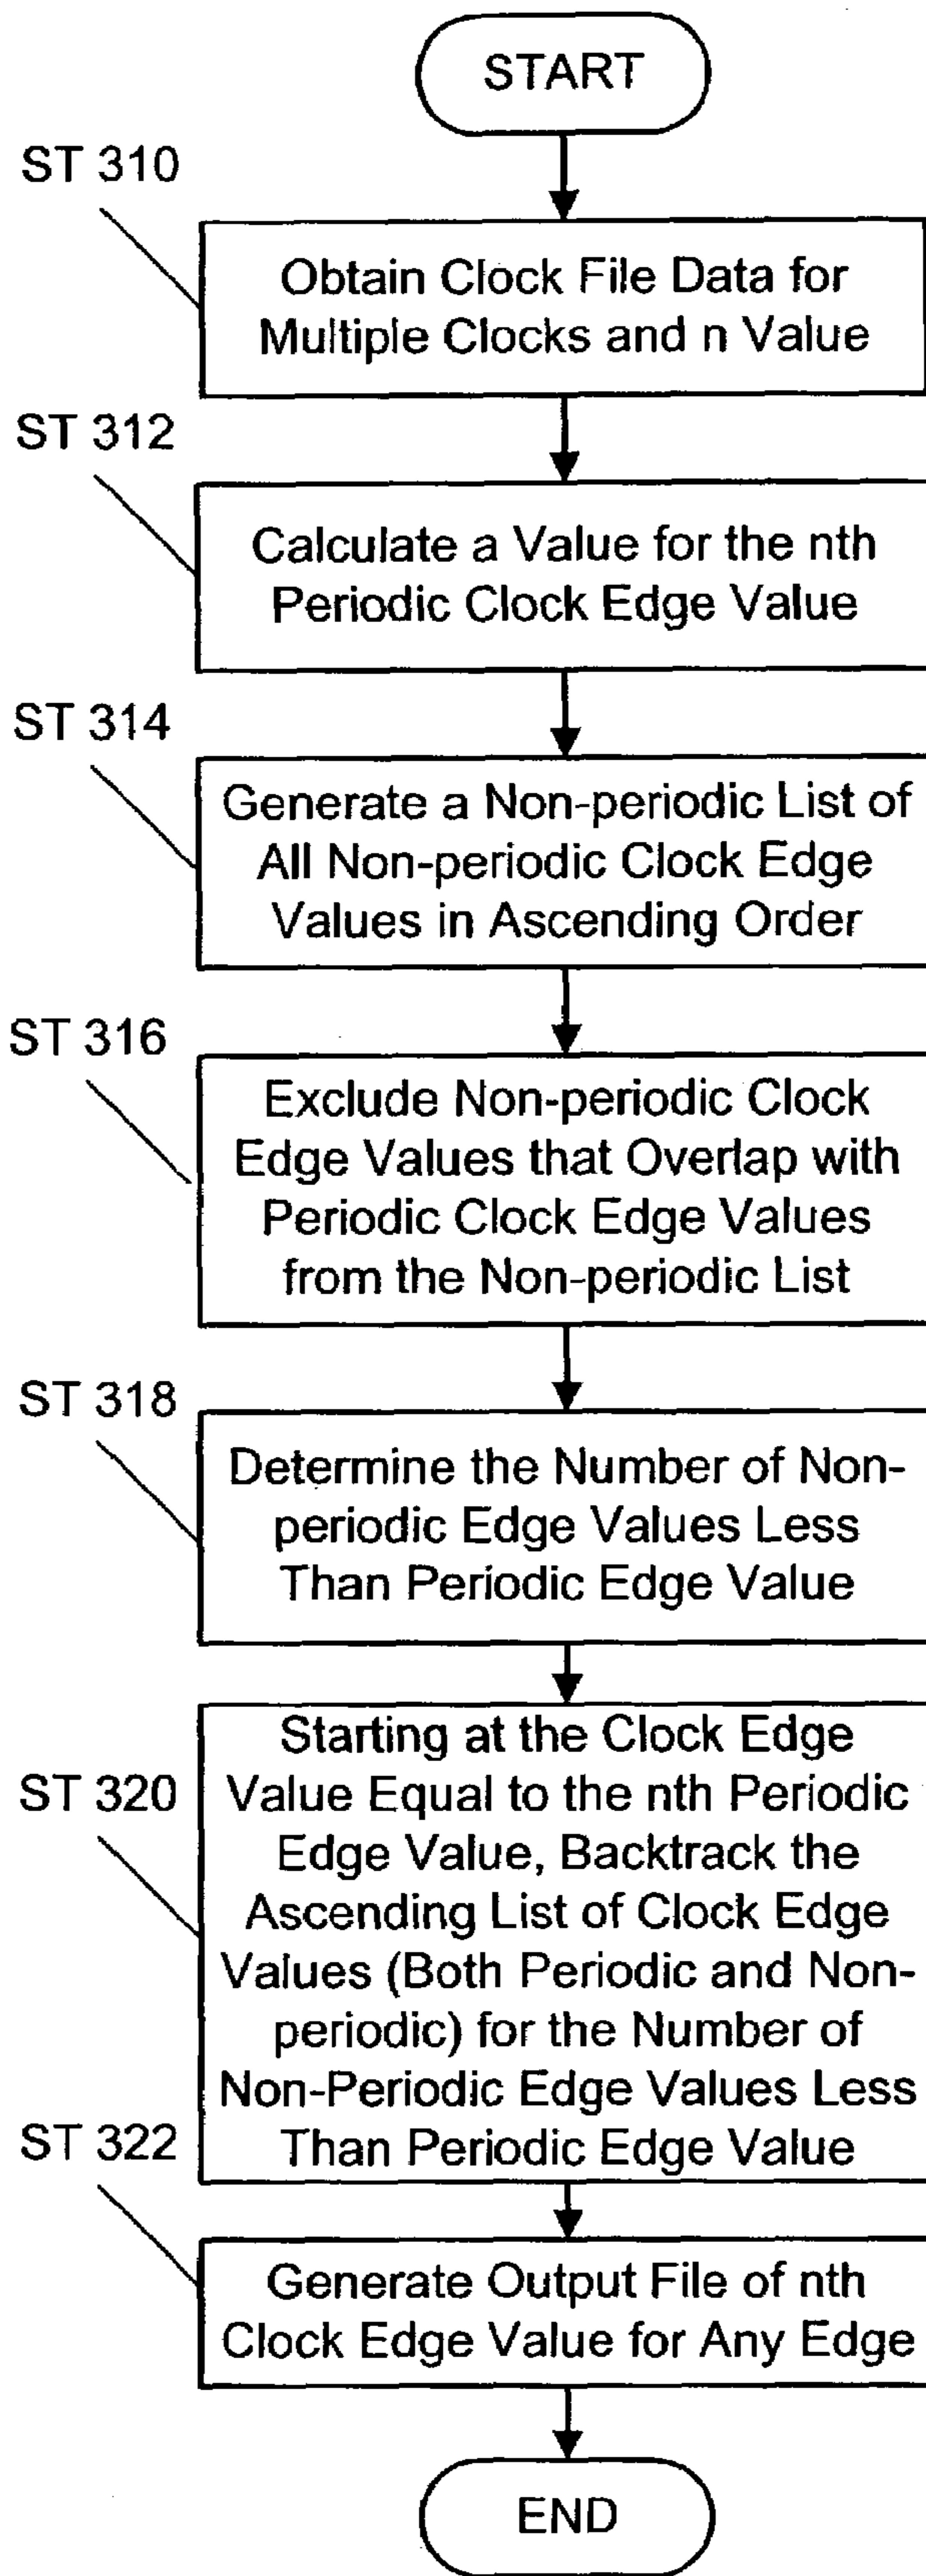 START
ST 310
Obtain Clock File Data for
Multiple Clocks and n Value
ST 312
Calculate a Value for the nth
Periodic Clock Edge Value
ST 314
Generate a Non-periodic List of
All Non-periodic Clock Edge
Values in Ascending Order
ST 316
Exclude Non-periodic Clock
Edge Values that Overlap with
Periodic Clock Edge Values
from the Non-periodic List
ST 318
Determine the Number of Non-
periodic Edge Values Less
Than Periodic Edge Value
ST 320
Starting at the Clock Edge
Value Equal to the nth Periodic
Edge Value, Backtrack the
Ascending List of Clock Edge
Values (Both Periodic and Non-
periodic) for the Number of
Non-Periodic Edge Values Less
Than Periodic Edge Value
ST 322
Generate Output File of nth
Clock Edge Value for Any Edge
END